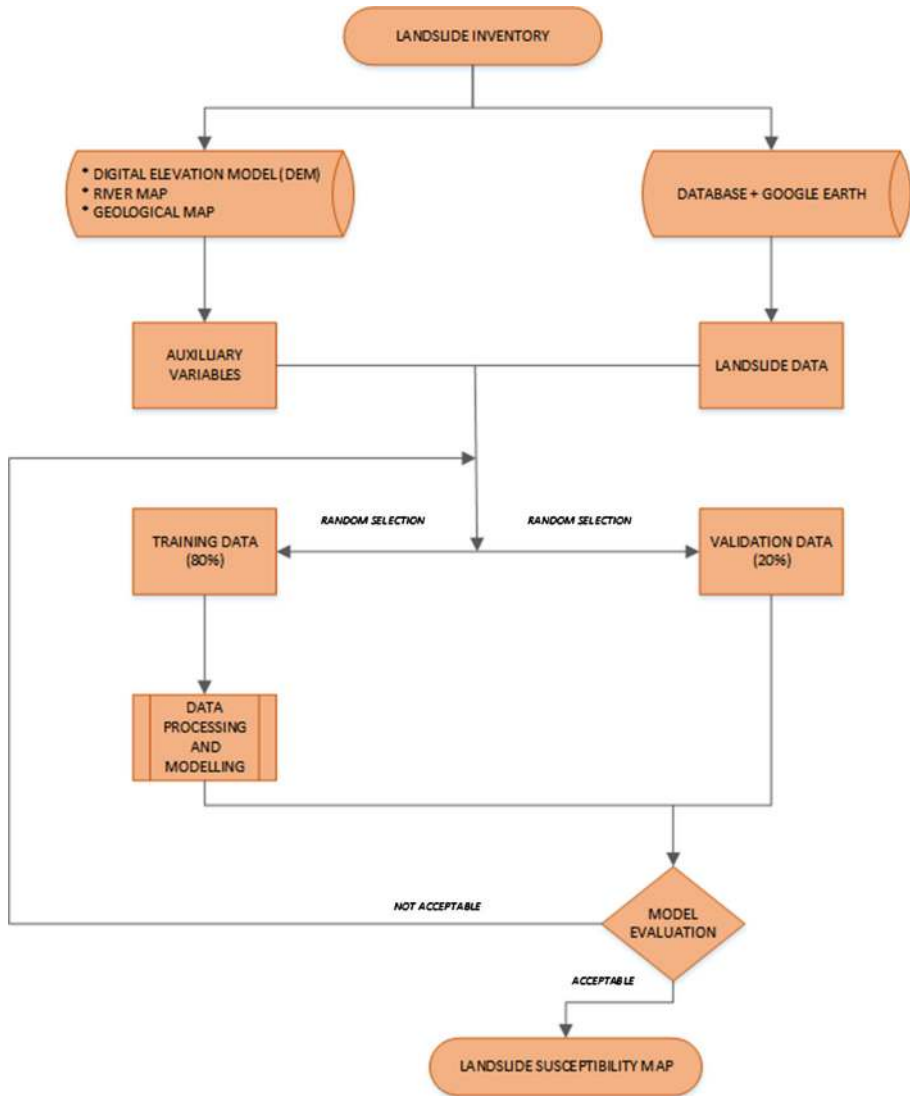 LANDSLIDE INVENTORY
* DIGITAL ELEVATION MODEL (DEM)
* RIVER MAP
* GEOLOGICAL MAP
DATABASE + GOOGLE EARTH
AUXILLIARY
VARIABLES
LANDSLIDE DATA
RANDOM SELECTION
RANDOM SELECTION
TRAINING DATA
(80%)
VALIDATION DATA
(20%)
DATA
PROCESSING
AND
MODELLING
NOT ACCEPTABLE
MODEL
EVALUATION
ACCEPTABLE
LANDSLIDE SUSCEPTIBILITY MAP